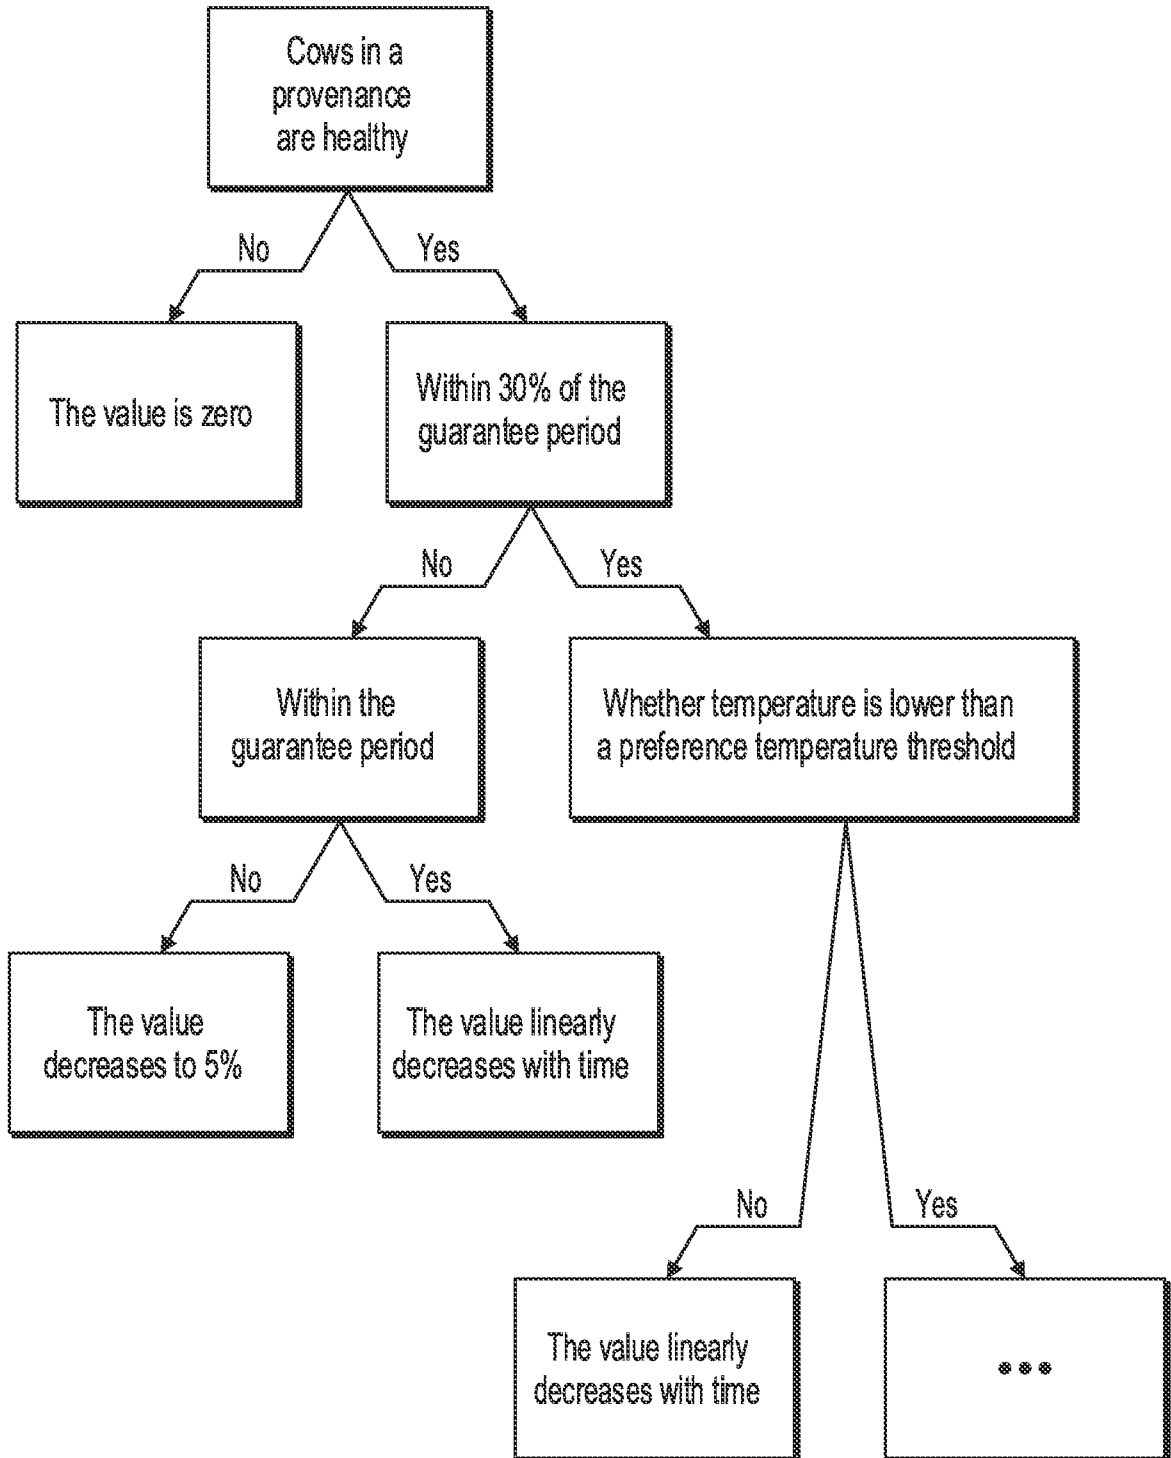 Cows in a
provenance
are healthy
No
Yes
The value is zero
Within 30% of the
guarantee period
No
Yes
Within the
guarantee period
Whether temperature is lower than
a preference temperature threshold
No
Yes
The value
decreases to 5%
The value linearly
decreases with time
No
Yes
The value linearly
decreases with time
•••